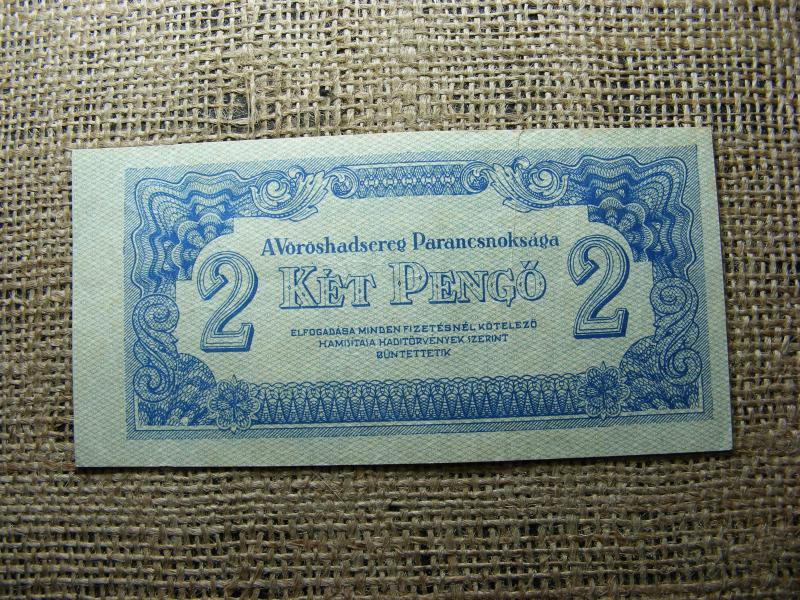 A Vöröshadsereg Parancsnoksága
2 KÉT PENGŐ 2
ELFOGADÁSA MINDEN FIZETÉSNÉL KÖTELEZŐ
HAMISÍTÁSA HADITÖRVÉNYEK SZERINT
BÜNTETTETIK